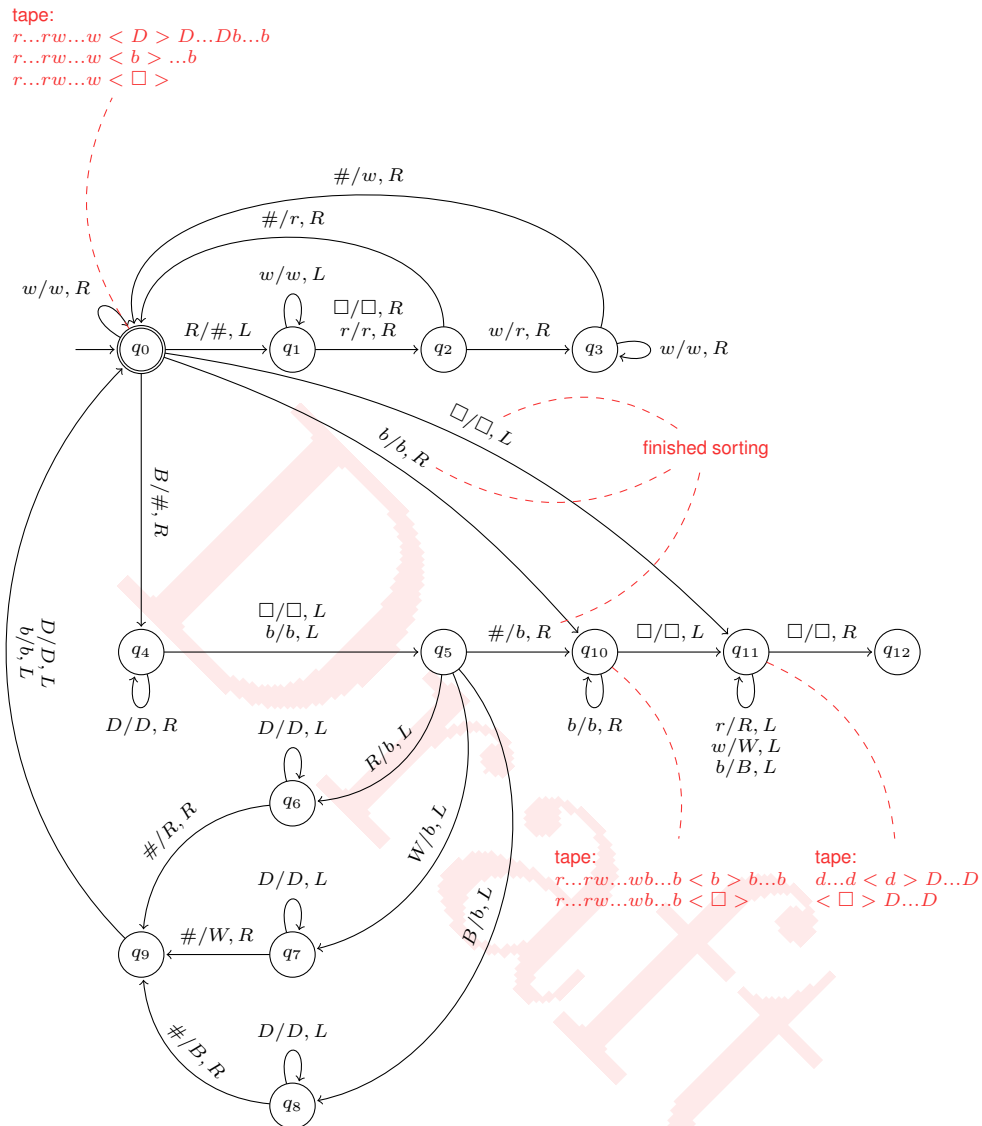 tape:
r...rw...w < D > D...Db...b
r...rw...w < b > ...b
r...rw...w < □ >
#/w, R
#/r, R
w/w, R
w/w, L
□/□, R
r/r, R
R/#, L
w/r, R
w/w, R
q0
q1
q2
q3
□/□, L
b/b, R
finished sorting
B/#, R
D/D, L
b/b, L
□/□, L
b/b, L
#/b, R
□/□, L
□/□, R
q4
q5
q10
q11
q12
D/D, R
b/b, R
r/R, L
w/W, L
b/B, L
D/D, L
R/b, L
q6
#/R, R
W/b, L
D/D, L
tape:
r...rw...wb...b < b > b...b
r...rw...wb...b < □ >
tape:
d...d < d > D...D
< □ > D...D
B/b, L
q9
#/W, R
q7
D/D, L
#/B, R
q8
Draft